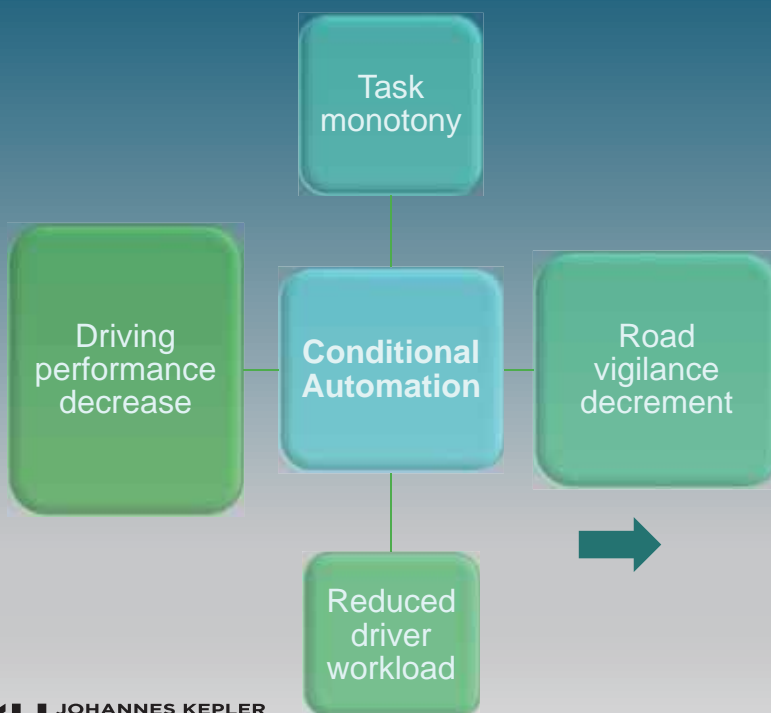 Task
monotony
Driving
performance
decrease
Conditional
Automation
Road
vigilance
decrement
Reduced
driver
workload
JOHANNES KEPLER